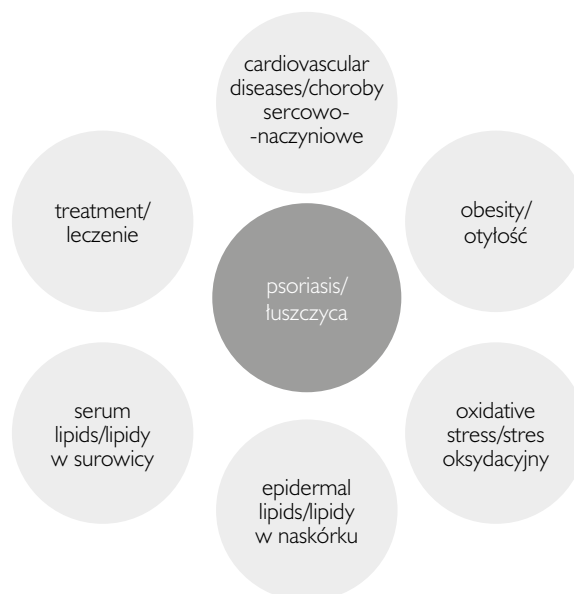 cardiovascular
diseases/choroby
sercowo-
-naczyniowe
treatment/
leczenie
obesity/
otyłość
psoriasis/
łuszczyca
serum
lipids/lipidy
w surowicy
oxidative
stress/stres
oksydacyjny
epidermal
lipids/lipidy
w naskórku